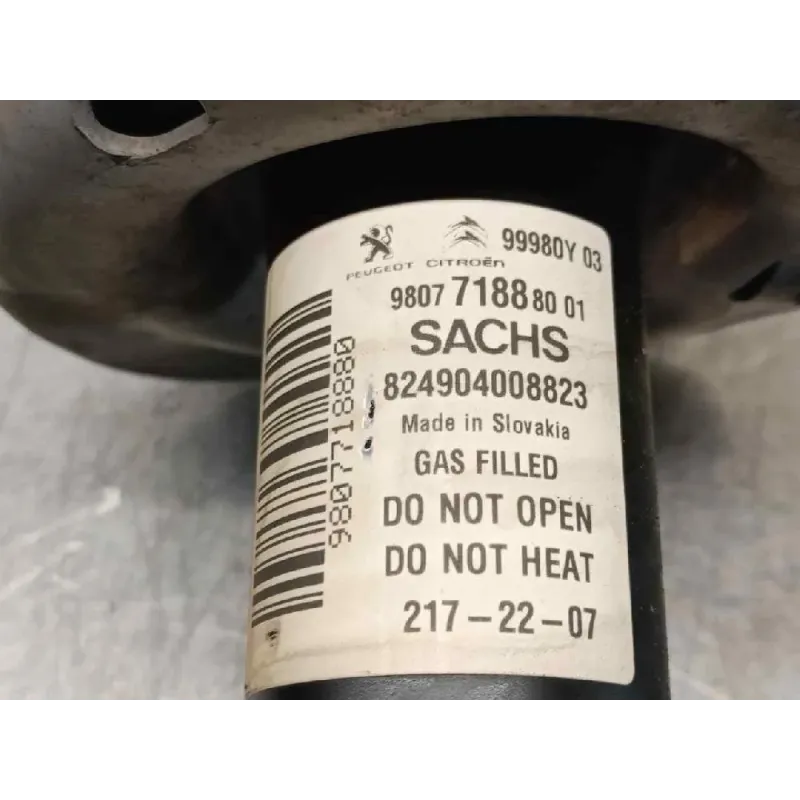 99980Y 03
PEUGEOT CITROËN
9807 7188 80 01
SACHS
824904008823
Made in Slovakia
GAS FILLED
DO NOT OPEN
DO NOT HEAT
217-22-07
9807718880